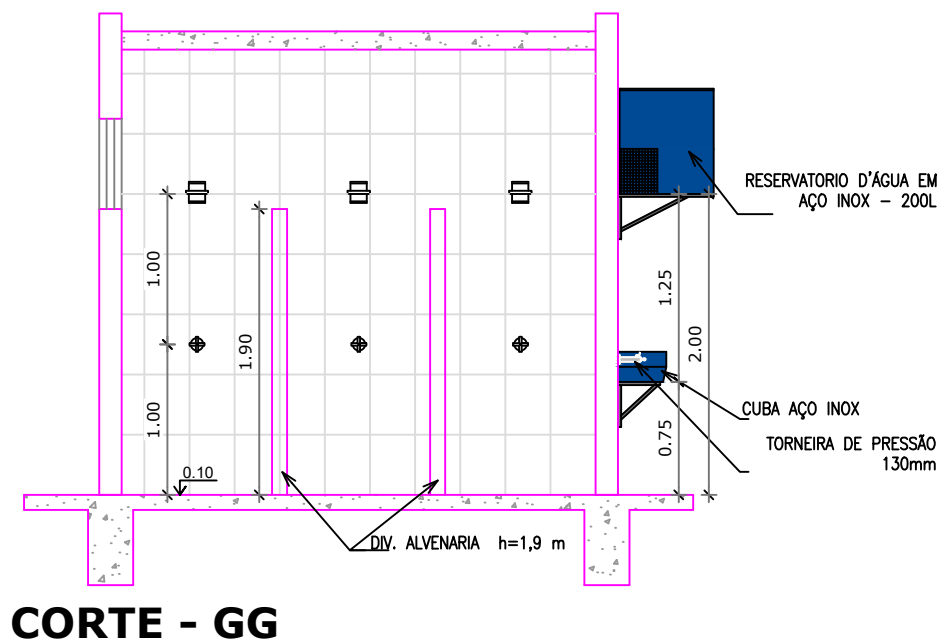 RESERVATORIO D'ÁGUA EM
AÇO INOX - 200L
1.00
1.25
1.90
2.00
1.00
0.75
CUBA AÇO INOX
TORNEIRA DE PRESSÃO
130mm
0.10
DIV. ALVENARIA h=1,9 m
CORTE - GG